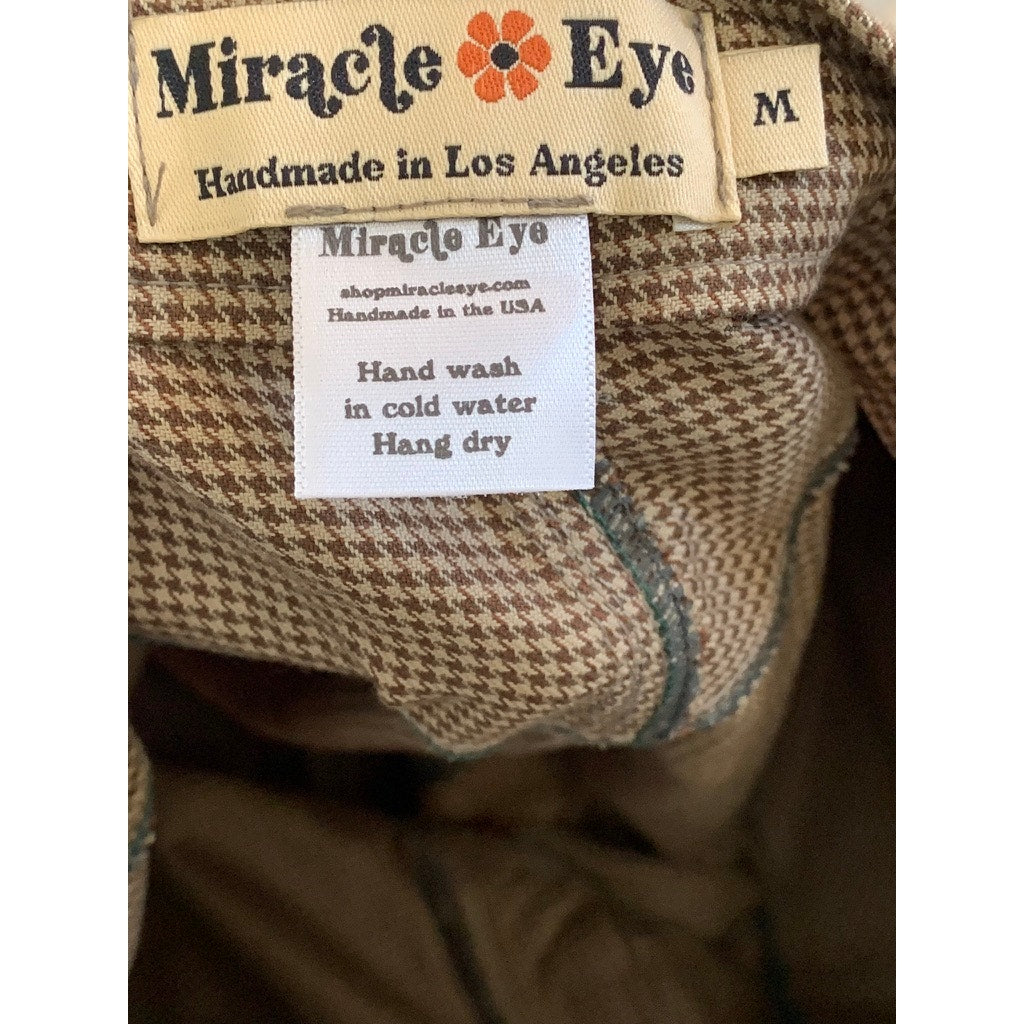 Miracle Eye
M
Handmade in Los Angeles
Miracle Eye
shopmiracleeye.com
Handmade in the USA
Hand wash
in cold water
Hang dry